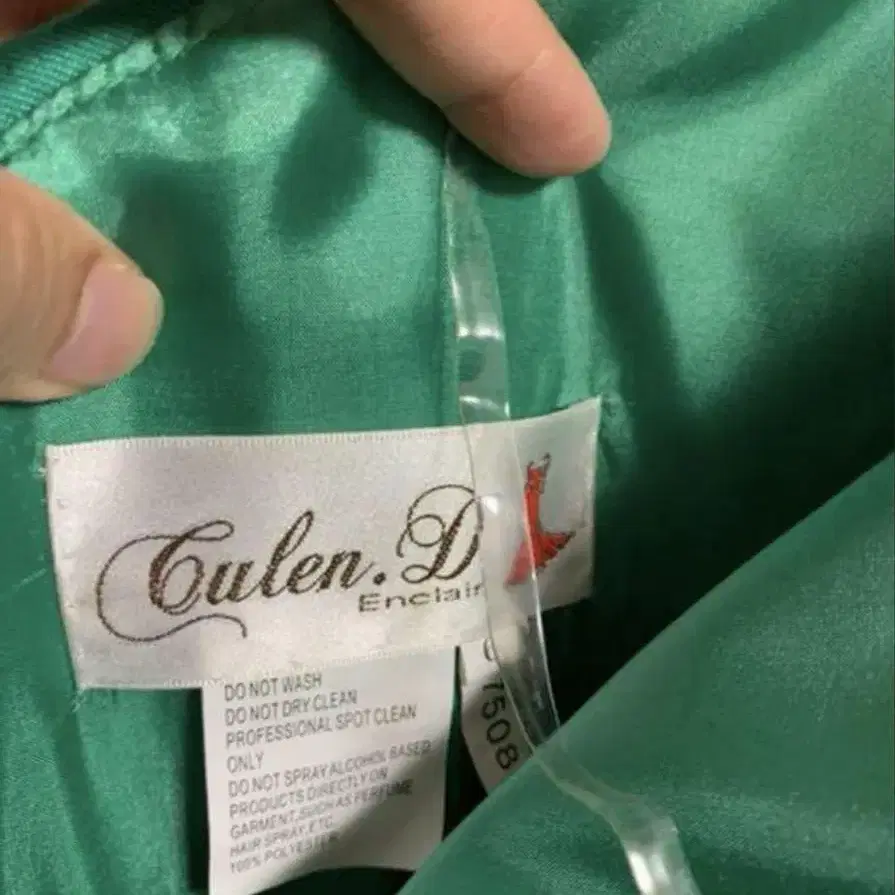 Culen.D
Enclair
DO NOT WASH
DO NOT DRY CLEAN
PROFESSIONAL SPOT CLEAN
ONLY
DO NOT SPRAY ALCOHOL BASED
PRODUCTS DIRECTLY ON
GARMENT,SUCH AS PERFUME
HAIR SPRAY,ETC.
100% POLYESTER
7508